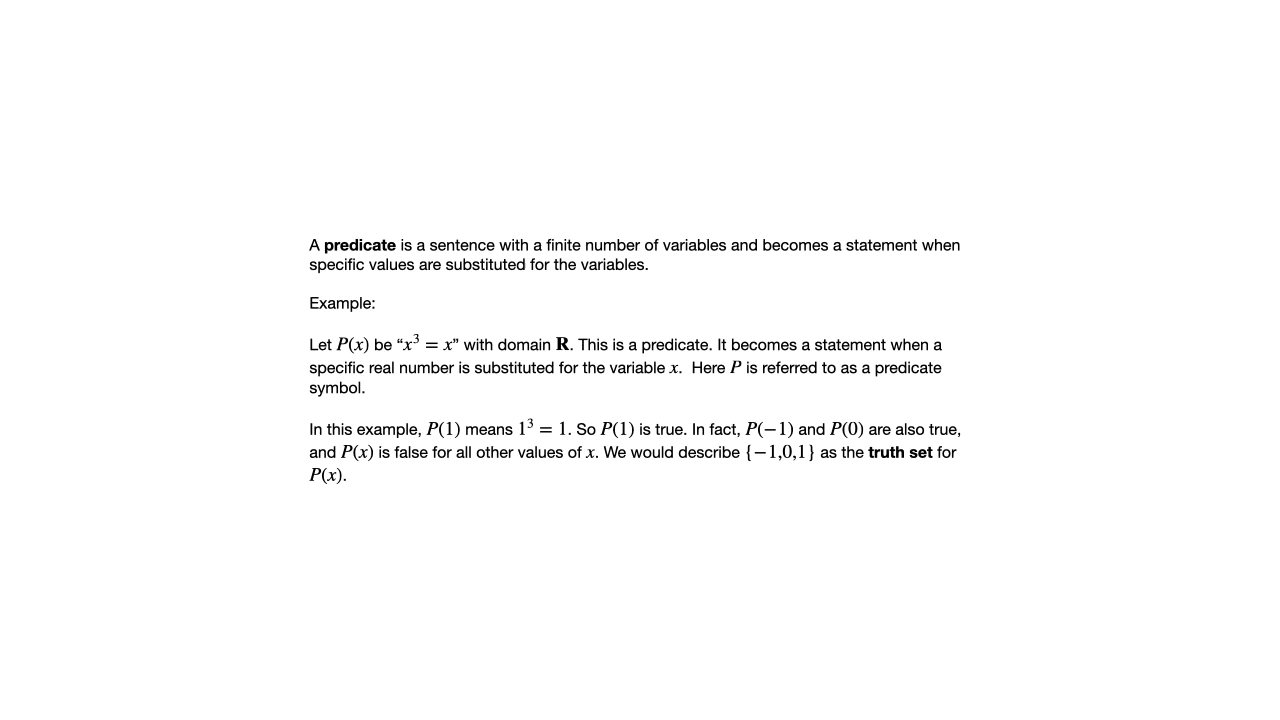 A predicate is a sentence with a finite number of variables and becomes a statement when
specific values are substituted for the variables.
Example:
Let P(x) be “x³ = x” with domain R. This is a predicate. It becomes a statement when a
specific real number is substituted for the variable x. Here P is referred to as a predicate
symbol.
In this example, P(1) means 1³ = 1. So P(1) is true. In fact, P(−1) and P(0) are also true,
and P(x) is false for all other values of x. We would describe {−1,0,1} as the truth set for
P(x).